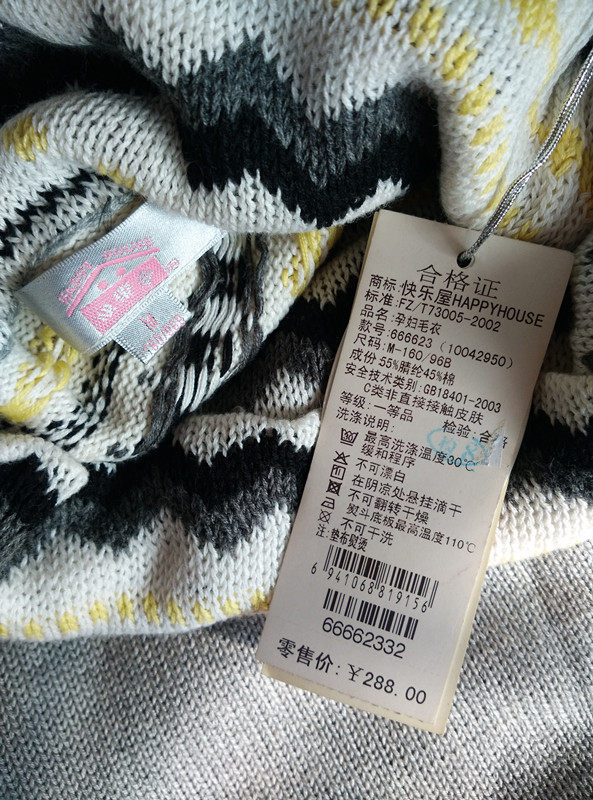 合格证
商标:快乐屋HAPPYHOUSE
标准:FZ/T73005-2002
品名:孕妇毛衣
款号:666623（10042950）
尺码:M-160/96B
成份 55%腈纶45%棉
安全技术类别:GB18401-2003
C类非直接接触皮肤
等级:一等品 检验:合格
洗涤说明:
最高洗涤温度30℃
缓和程序
不可漂白
在阴凉处悬挂滴干
不可翻转干燥
熨斗底板最高温度110℃
不可干洗
注:垫布熨烫
6 941068 819156
66662332
零售价:￥288.00